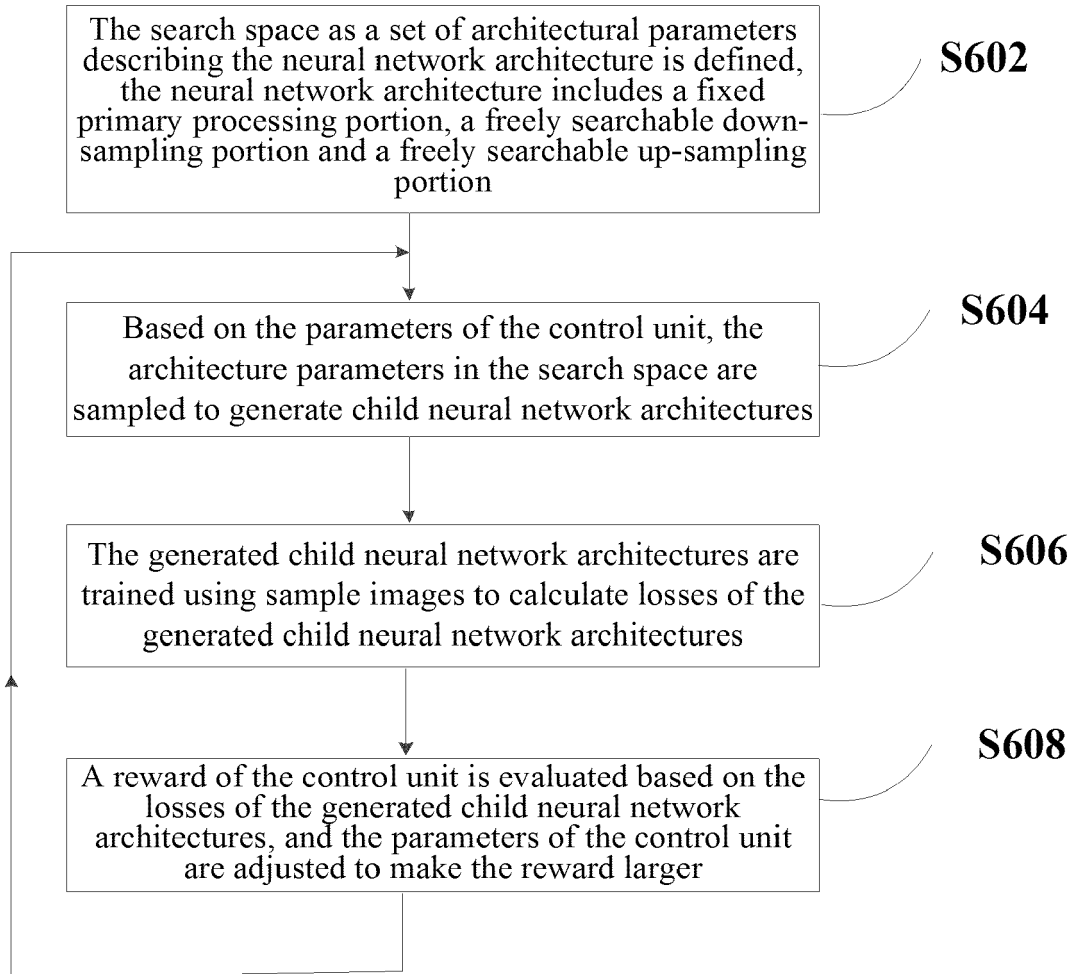 The search space as a set of architectural parameters
describing the neural network architecture is defined,
the neural network architecture includes a fixed
primary processing portion, a freely searchable down-
sampling portion and a freely searchable up-sampling
portion
S602
Based on the parameters of the control unit, the
architecture parameters in the search space are
sampled to generate child neural network architectures
S604
The generated child neural network architectures are
trained using sample images to calculate losses of the
generated child neural network architectures
S606
A reward of the control unit is evaluated based on the
losses of the generated child neural network
architectures, and the parameters of the control unit
are adjusted to make the reward larger
S608